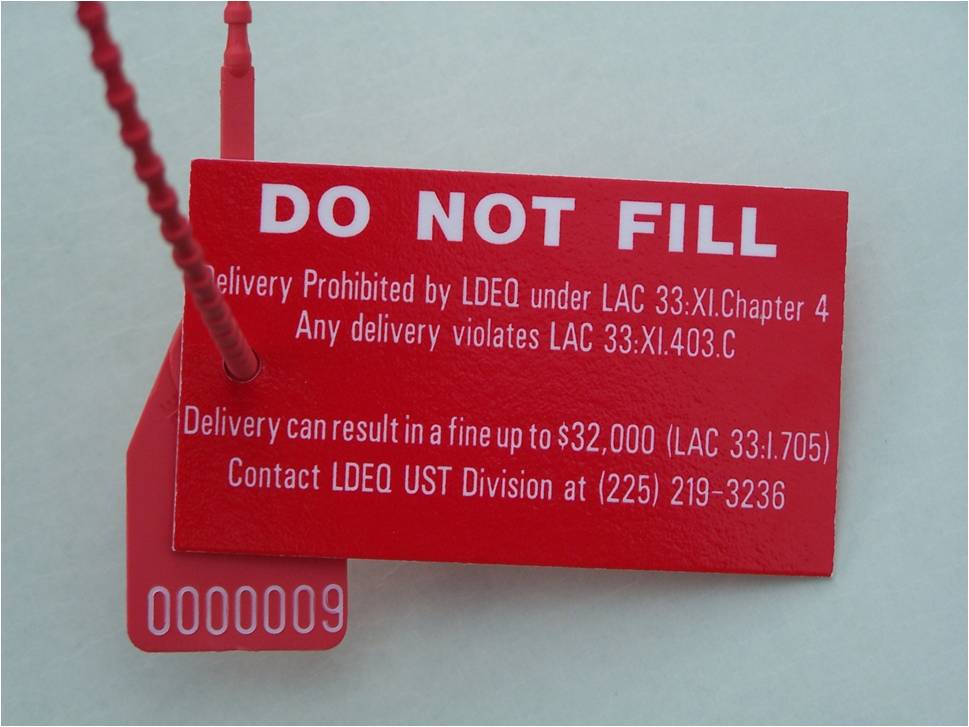 DO NOT FILL
Delivery Prohibited by LDEQ under LAC 33:XI.Chapter 4
Any delivery violates LAC 33:XI.403.C
Delivery can result in a fine up to $32,000 (LAC 33:I.705)
Contact LDEQ UST Division at (225) 219-3236
0000009